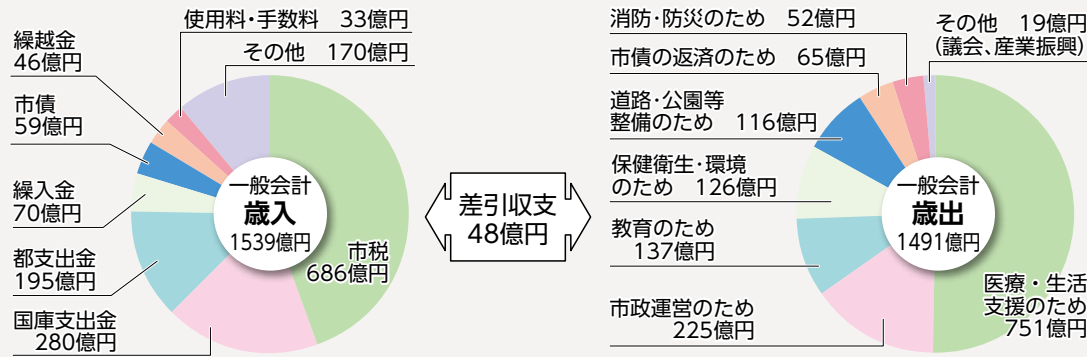 使用料・手数料 33億円
その他 170億円
繰越金
46億円
市債
59億円
繰入金
70億円
都支出金
195億円
国庫支出金
280億円
一般会計
歳入
1539億円
市税
686億円
差引収支
48億円
消防・防災のため 52億円
その他 19億円
(議会、産業振興)
市債の返済のため 65億円
道路・公園等
整備のため 116億円
保健衛生・環境
のため 126億円
教育のため
137億円
市政運営のため
225億円
一般会計
歳出
1491億円
医療・生活
支援のため
751億円